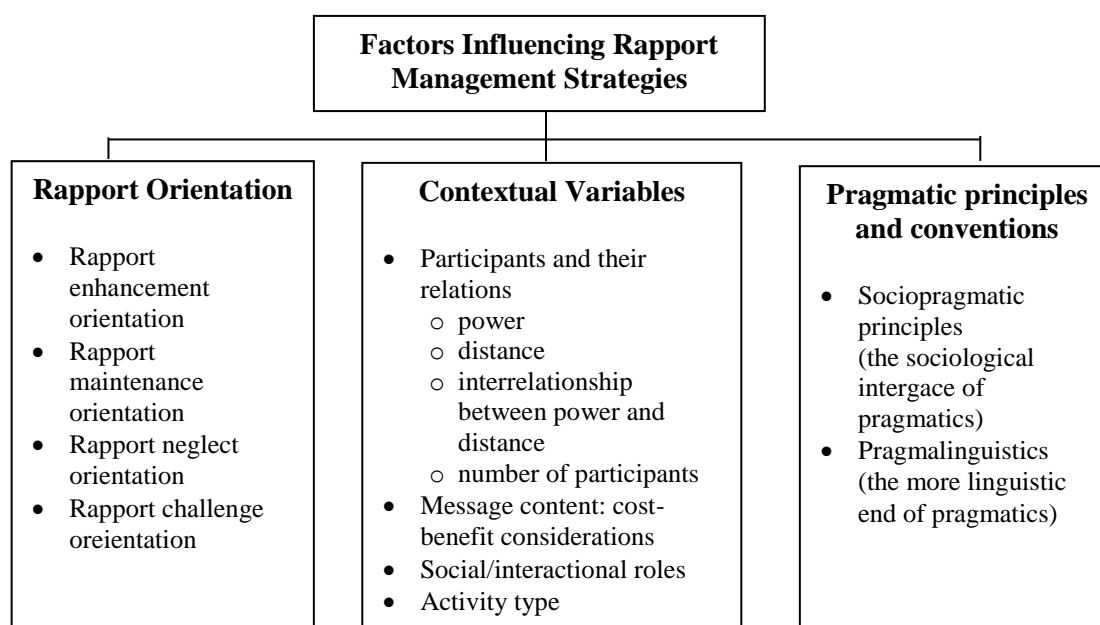 Factors Influencing Rapport
Management Strategies
Rapport Orientation
• Rapport
enhancement
orientation
• Rapport
maintenance
orientation
• Rapport neglect
orientation
• Rapport challenge
oreientation
Contextual Variables
• Participants and their
relations
o power
o distance
o interrelationship
between power and
distance
o number of participants
• Message content: cost-
benefit considerations
• Social/interactional roles
• Activity type
Pragmatic principles
and conventions
• Sociopragmatic
principles
(the sociological
intergace of
pragmatics)
• Pragmalinguistics
(the more linguistic
end of pragmatics)